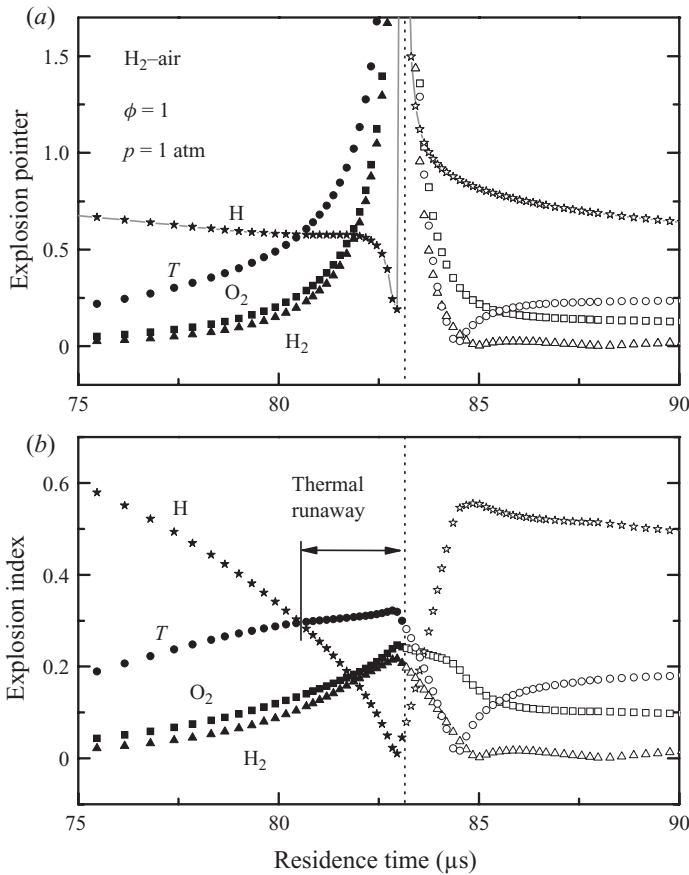 (a)
1.5
1.0
0.5
0
Explosion pointer
H₂–air
ϕ = 1
p = 1 atm
H
T
O₂
H₂
75
80
85
90
(b)
0.6
0.4
0.2
0
Explosion index
H
Thermal
runaway
T
O₂
H₂
75
80
85
90
Residence time (µs)